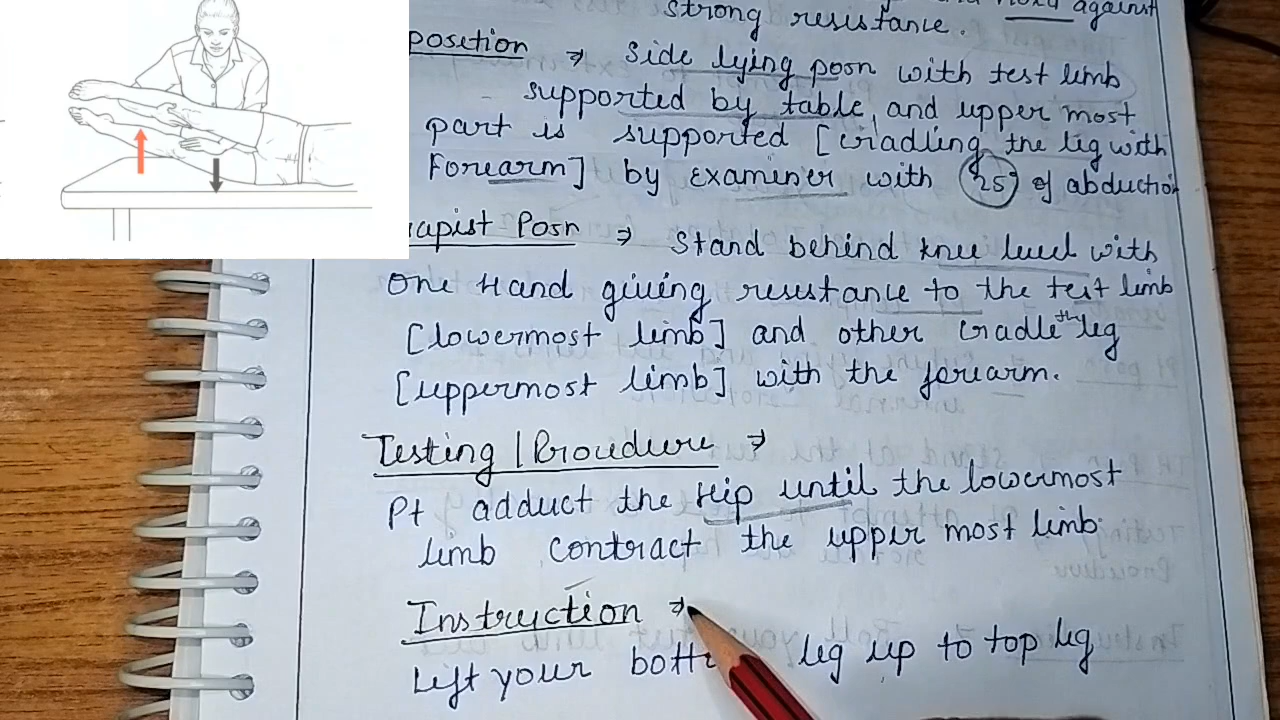 against
strong resistance.
position ⇒ Side lying posn with test limb
supported by table, and upper most
part is supported [cradling the leg with
Forearm] by examiner with 25° of abduction
apist Posn ⇒ Stand behind knee level with
one Hand giving resistance to the test limb
[lowermost limb] and other cradle the leg
[uppermost limb] with the forearm.
Testing / Procedure ⇒
Pt adduct the Hip until the lowermost
limb contract the upper most limb.
Instruction ⇒
Lift your bott leg up to top leg